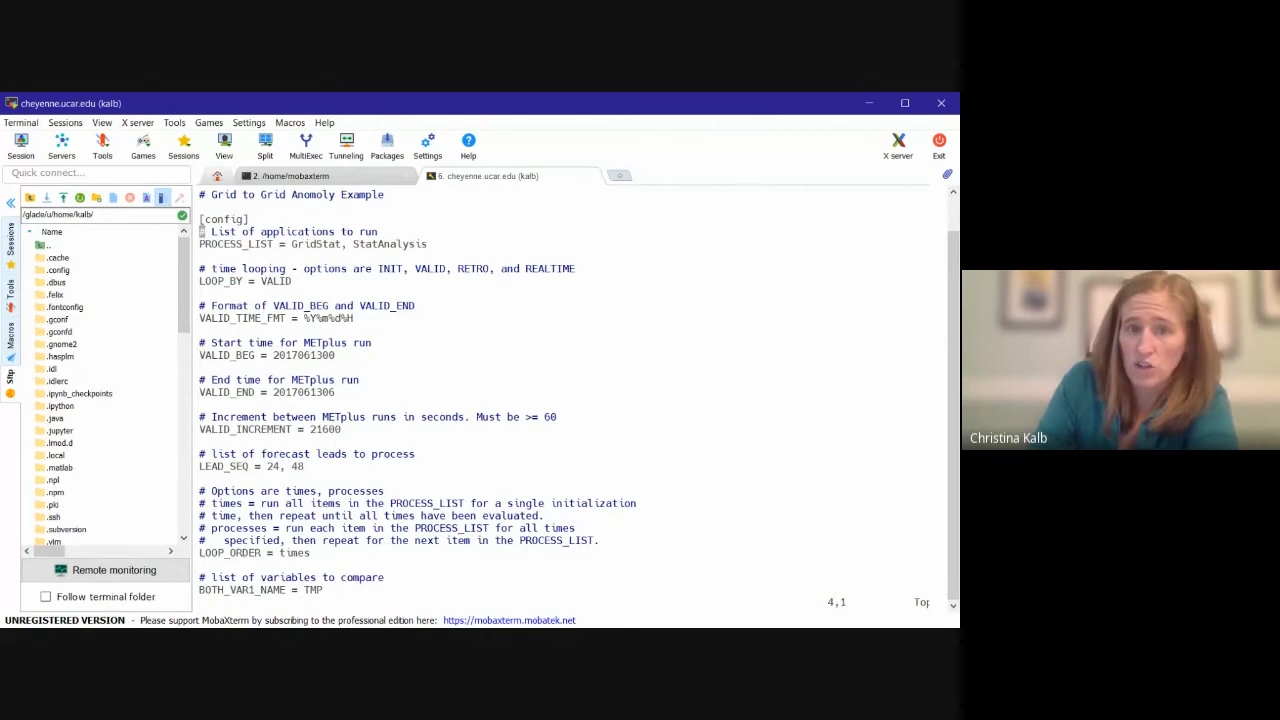 cheyenne.ucar.edu (kalb)
Terminal Sessions View X server Tools Games Settings Macros Help
Session Servers Tools Games Sessions View Split MultiExec Tunneling Packages Settings Help X server Exit
Quick connect...
2. /home/mobaxterm
6. cheyenne.ucar.edu (kalb)
/glade/u/home/kalb/
Name
..
.cache
.config
.dbus
.felix
fontconfig
.gconf
.gconfd
.gnome2
.hasplm
.idl
.idlerc
.ipynb_checkpoints
.ipython
.java
.jupyter
.lmod.d
.local
.matlab
.npl
.npm
.pki
.ssh
.subversion
.vim
Sessions
Tools
Macros
Sftp
Remote monitoring
Follow terminal folder
# Grid to Grid Anomoly Example
[config]
# List of applications to run
PROCESS_LIST = GridStat, StatAnalysis
# time looping - options are INIT, VALID, RETRO, and REALTIME
LOOP_BY = VALID
# Format of VALID_BEG and VALID_END
VALID_TIME_FMT = %Y%m%d%H
# Start time for METplus run
VALID_BEG = 2017061300
# End time for METplus run
VALID_END = 2017061306
# Increment between METplus runs in seconds. Must be >= 60
VALID_INCREMENT = 21600
# list of forecast leads to process
LEAD_SEQ = 24, 48
# Options are times, processes
# times = run all items in the PROCESS_LIST for a single initialization
# time, then repeat until all times have been evaluated.
# processes = run each item in the PROCESS_LIST for all times
#   specified, then repeat for the next item in the PROCESS_LIST.
LOOP_ORDER = times
# list of variables to compare
BOTH_VAR1_NAME = TMP
4,1 Top
UNREGISTERED VERSION - Please support MobaXterm by subscribing to the professional edition here: https://mobaxterm.mobatek.net
Christina Kalb